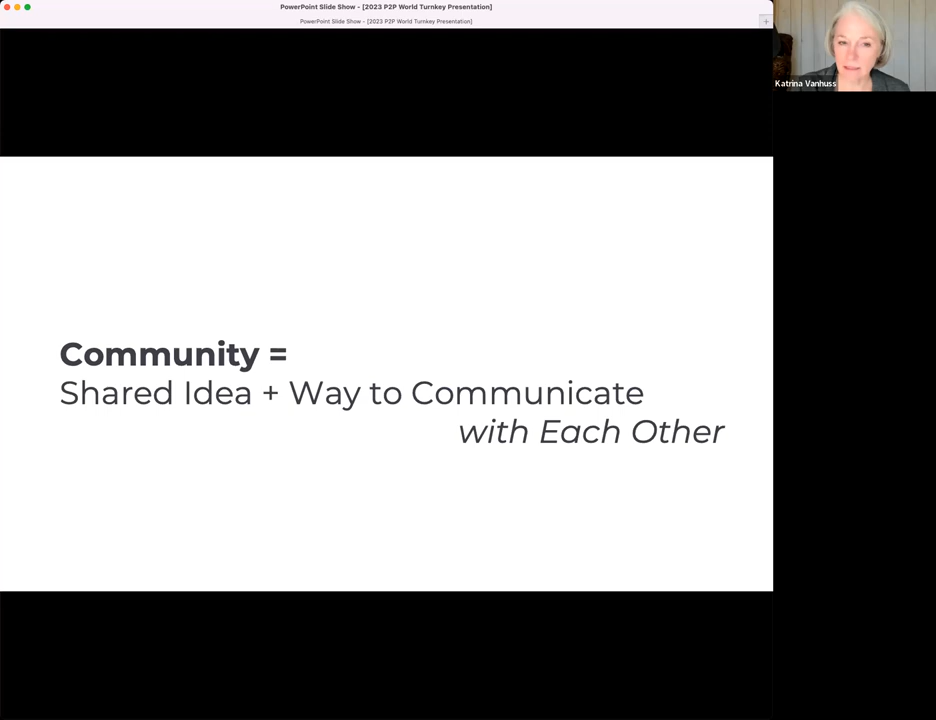 PowerPoint Slide Show - [2023 P2P World Turnkey Presentation]
PowerPoint Slide Show - [2023 P2P World Turnkey Presentation]
+
Katrina Vanhuss
Community =
Shared Idea + Way to Communicate
with Each Other